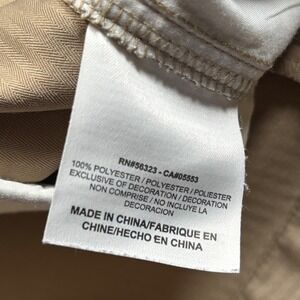 RN#56323 - CA#05553
100% POLYESTER / POLYESTER / POLIESTER
EXCLUSIVE OF DECORATION / DECORATION
NON COMPRISE / NO INCLUYE LA
DECORACION
MADE IN CHINA/FABRIQUE EN
CHINE/HECHO EN CHINA